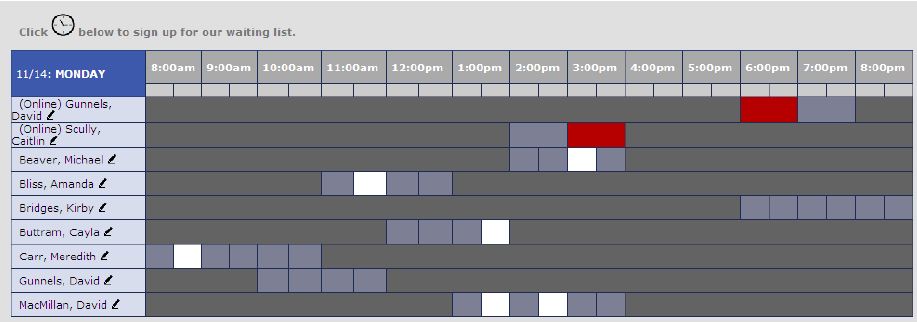 Click below to sign up for our waiting list.
11/14: MONDAY 8:00am 9:00am 10:00am 11:00am 12:00pm 1:00pm 2:00pm 3:00pm 4:00pm 5:00pm 6:00pm 7:00pm 8:00pm
(Online) Gunnels,
David
(Online) Scully,
Caitlin
Beaver, Michael
Bliss, Amanda
Bridges, Kirby
Buttram, Cayla
Carr, Meredith
Gunnels, David
MacMillan, David